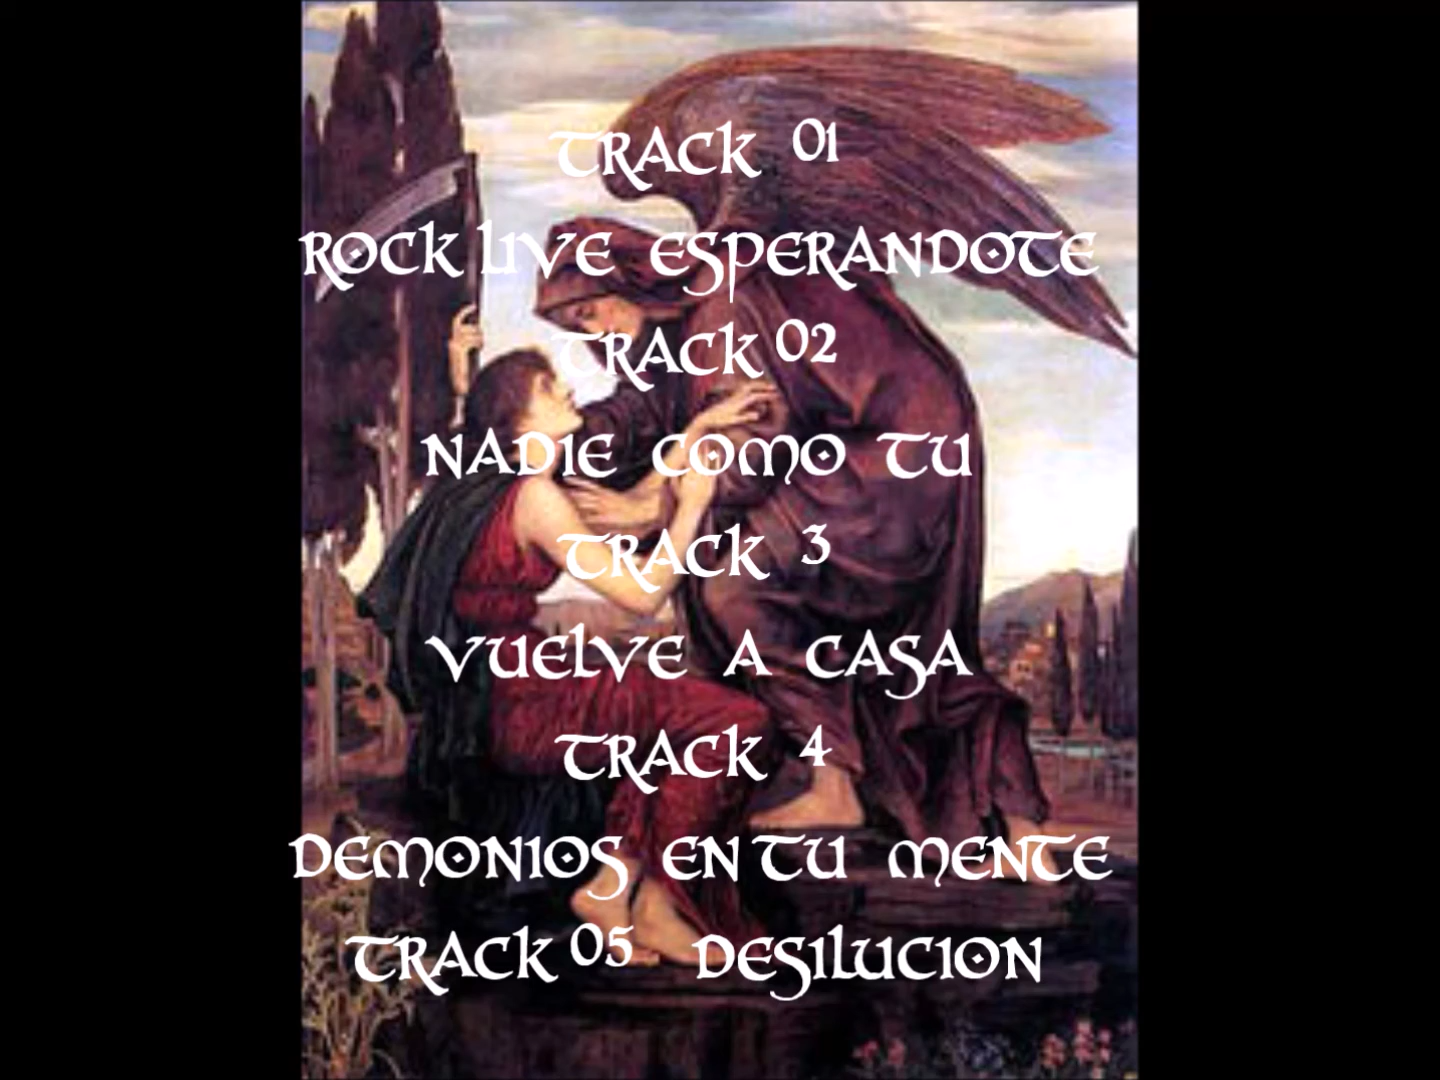 TRACK 01
ROCK LIVE ESPERANDOTE
TRACK 02
NADIE COMO TU
TRACK 3
VUELVE A CASA
TRACK 4
DEMONIOS EN TU MENTE
TRACK 05 DESILUCION